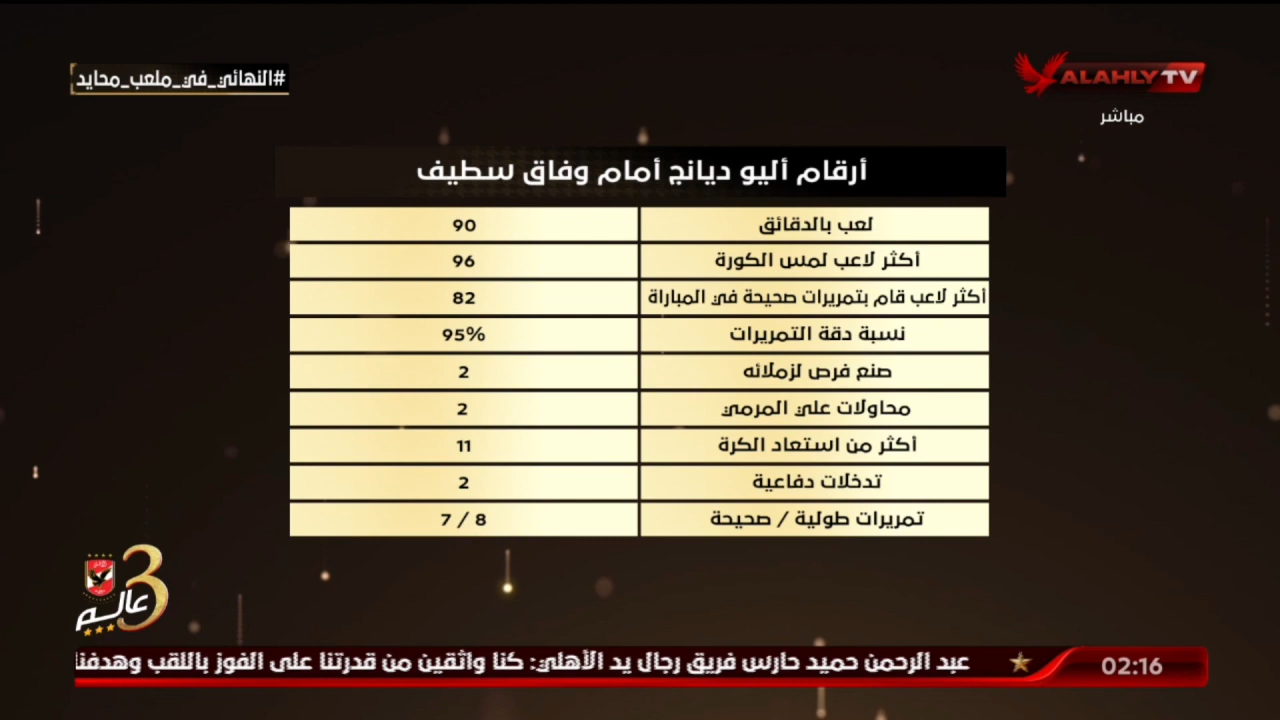 #النهائي_في_ملعب_محايد
ALAHLY TV
مباشر
أرقام أليو ديانج أمام وفاق سطيف
لعب بالدقائق 90
أكثر لاعب لمس الكورة 96
أكثر لاعب قام بتمريرات صحيحة في المباراة 82
نسبة دقة التمريرات 95%
صنع فرص لزملائه 2
محاولات علي المرمي 2
أكثر من استعاد الكرة 11
تدخلات دفاعية 2
تمريرات طولية / صحيحة 7 / 8
3 عالم
02:16 عبد الرحمن حميد حارس فريق رجال يد الأهلي: كنا واثقين من قدرتنا على الفوز باللقب وهدفنا